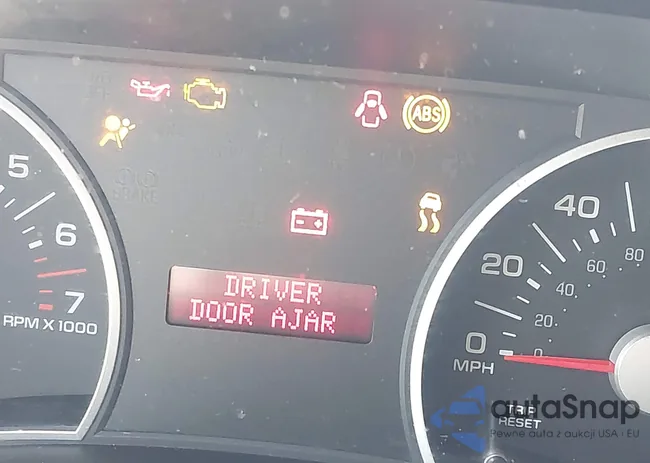 ABS
5
6
7
RPM X 1000
DRIVER
DOOR AJAR
40
80
60
20
40
20
0
0
MPH
TRIP
RESET
autaSnap
Pewne auta z aukcji USA i EU